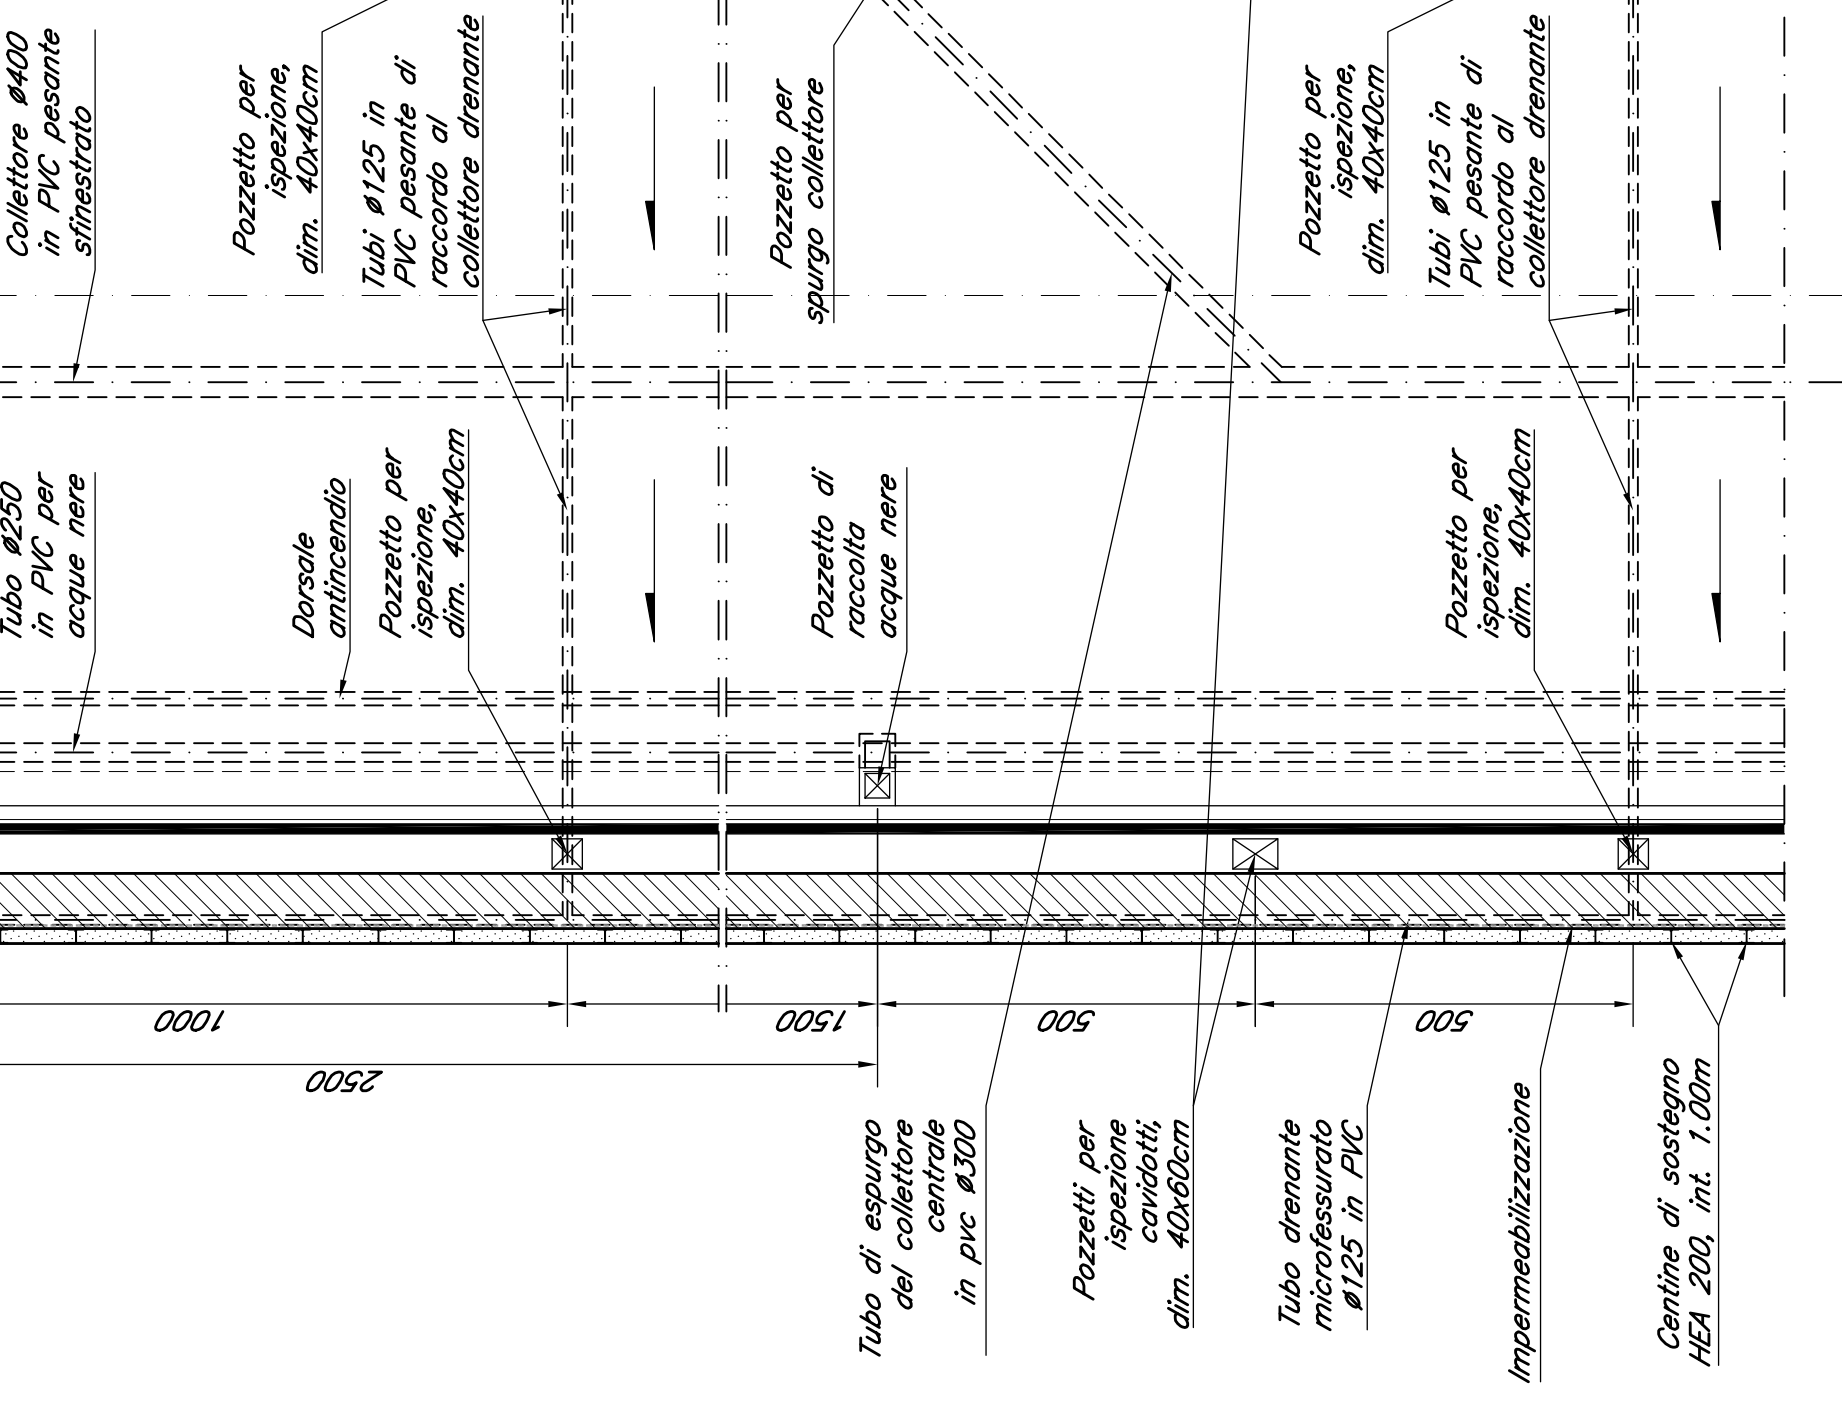 Collettore ø400
in PVC pesante
sfinestrato
Pozzetto per
ispezione,
dim. 40x40cm
Tubi ø125 in
PVC pesante di
raccordo al
collettore drenante
Pozzetto per
spurgo collettore
Pozzetto per
ispezione,
dim. 40x40cm
Tubi ø125 in
PVC pesante di
raccordo al
collettore drenante
Tubo ø250
in PVC per
acque nere
Dorsale
antincendio
Pozzetto per
ispezione,
dim. 40x40cm
Pozzetto di
raccolta
acque nere
Pozzetto per
ispezione,
dim. 40x40cm
1000
1500
500
500
2500
Tubo di espurgo
del collettore
centrale
in pvc ø300
Pozzetti per
ispezione
cavidotti,
dim. 40x60cm
Tubo drenante
microfessurato
ø125 in PVC
Impermeabilizzazione
Centine di sostegno
HEA 200, int. 1.00m